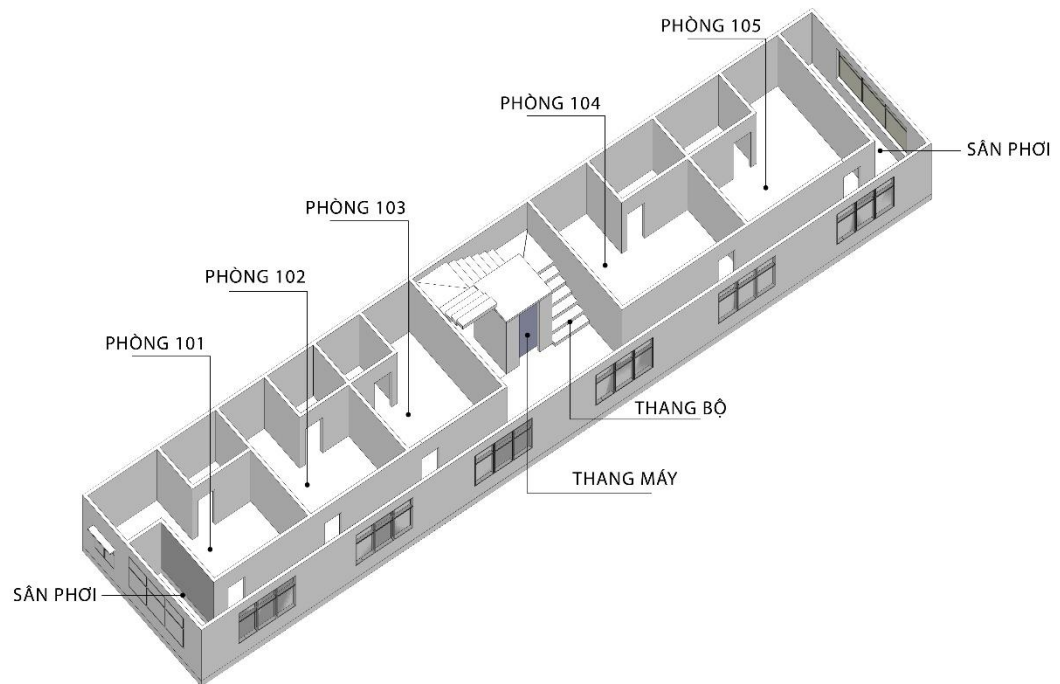 PHÒNG 105
PHÒNG 104
SÂN PHƠI
PHÒNG 103
PHÒNG 102
PHÒNG 101
THANG BỘ
THANG MÁY
SÂN PHƠI